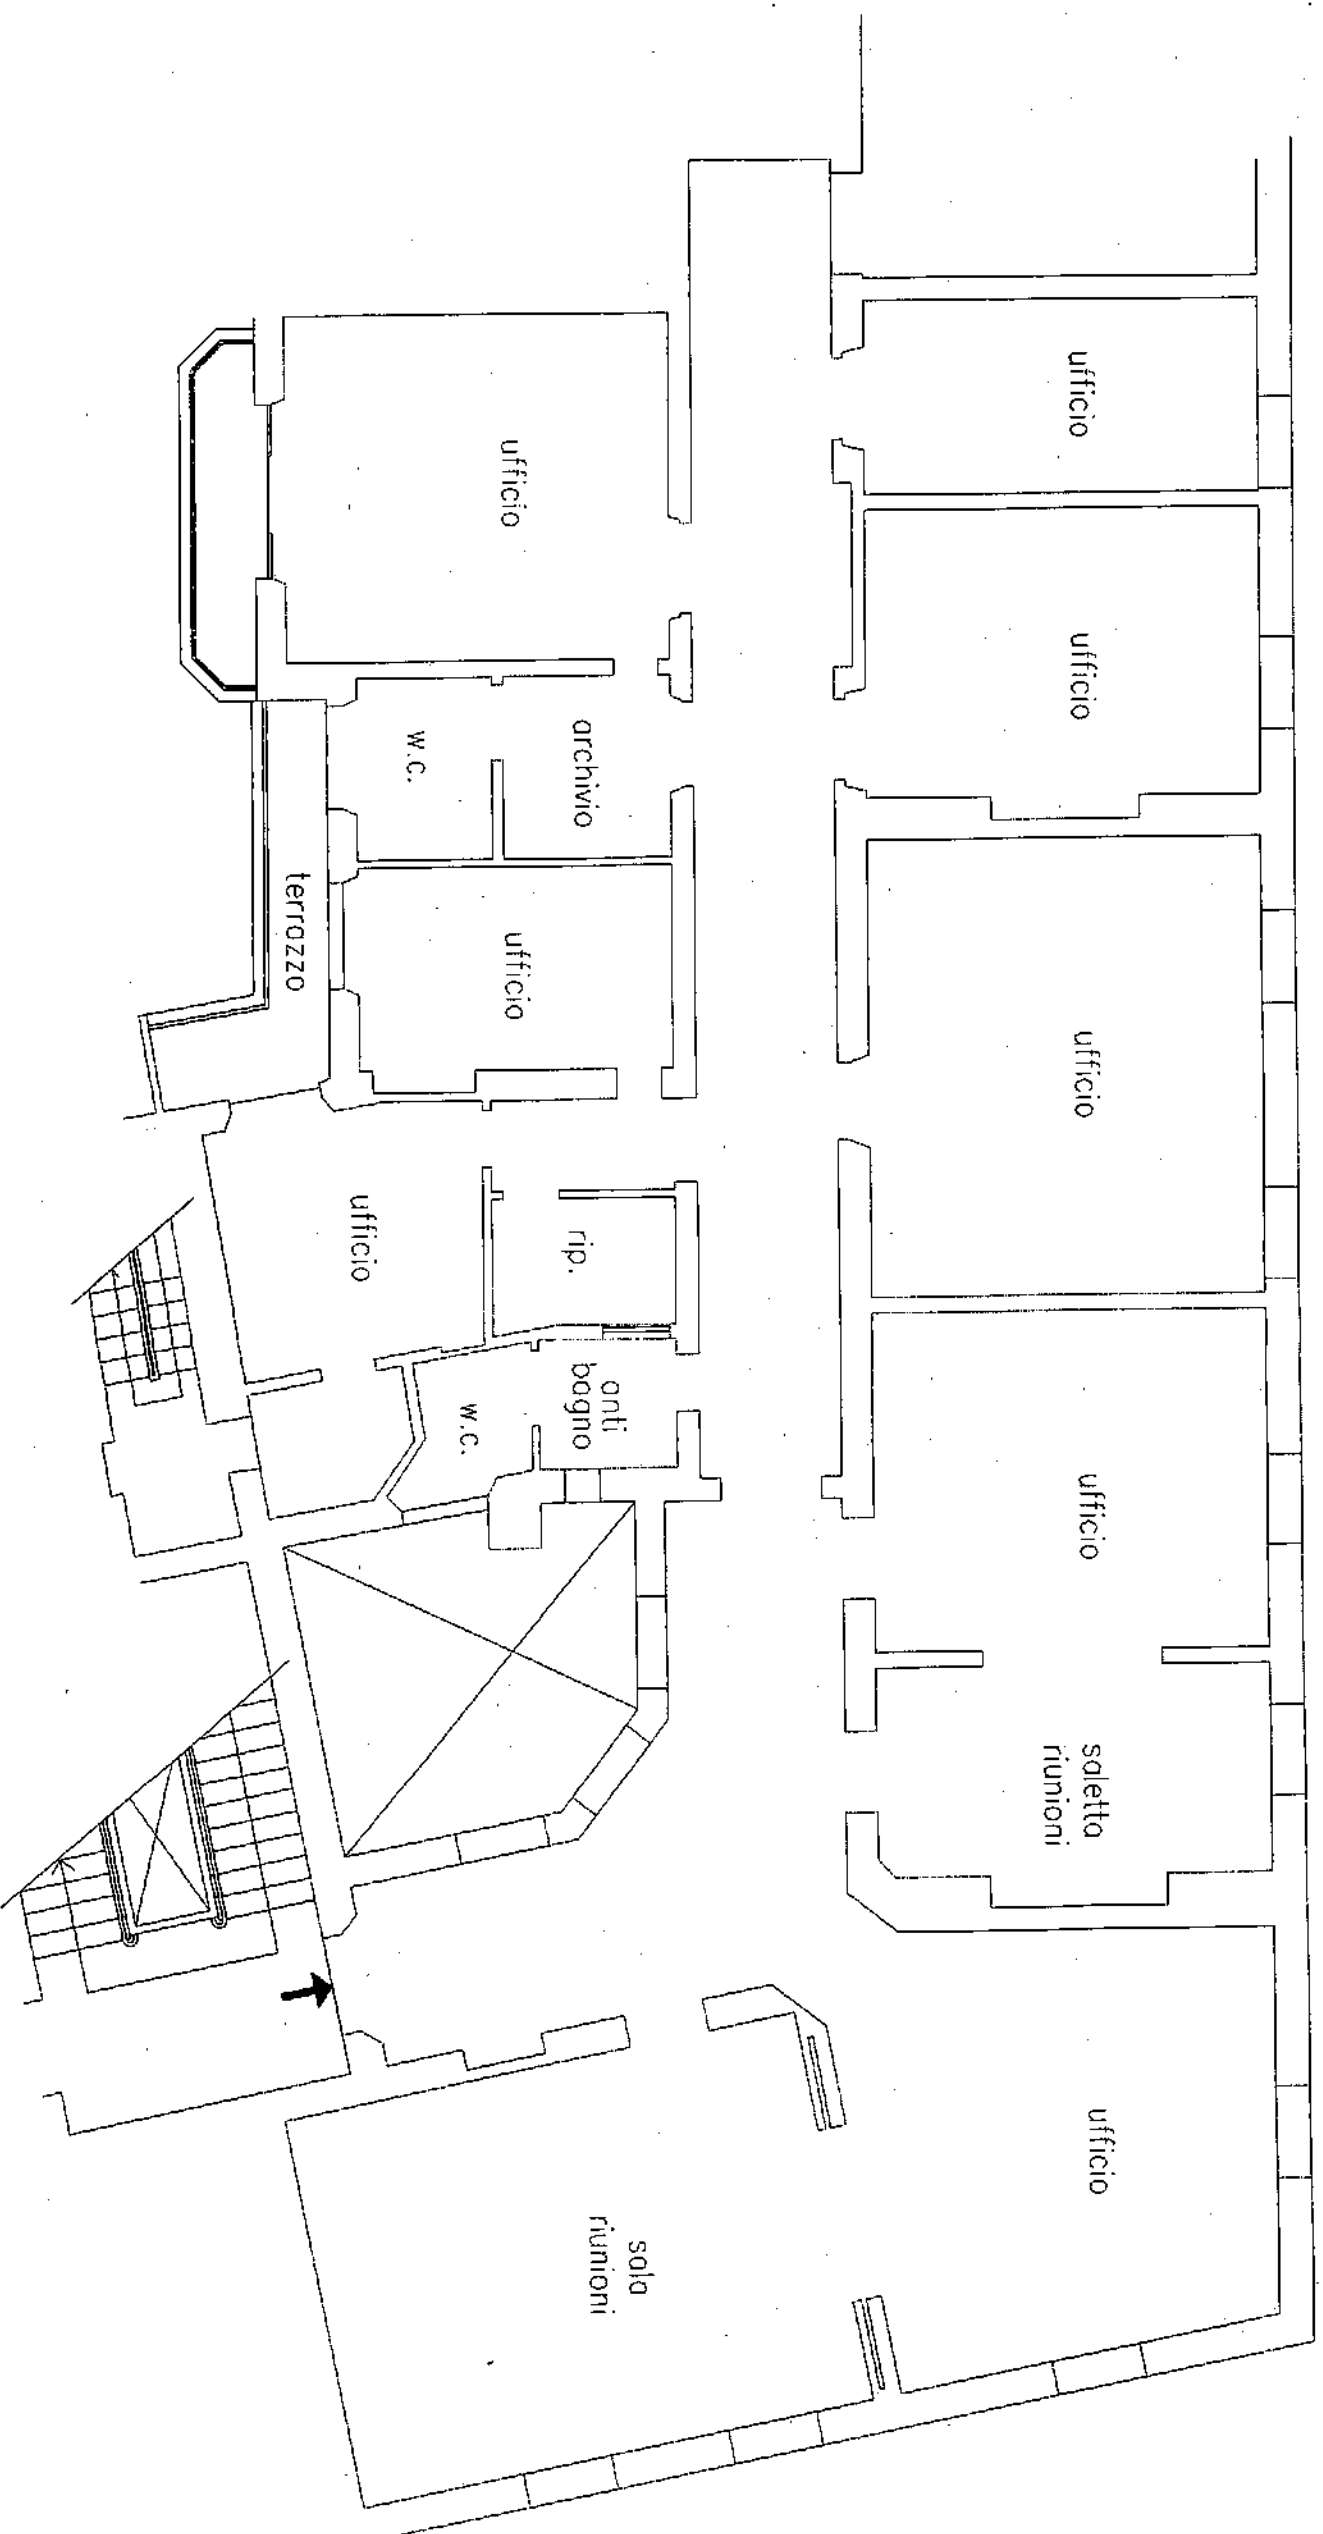 ufficio
ufficio
ufficio
ufficio
saletta
riunioni
ufficio
ufficio
archivio
w.c.
ufficio
terrazzo
ufficio
rip.
anti
bagno
w.c.
sala
riunioni